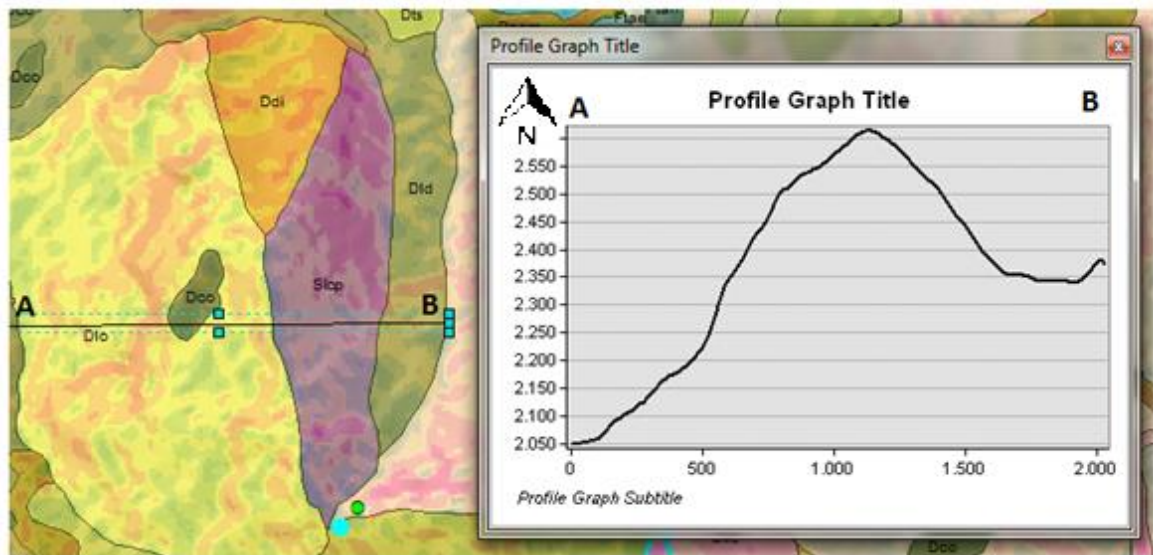 Dts
Dco
Ddi
Dld
Slcp
Dco
A
B
Dlo
Profile Graph Title
A
Profile Graph Title
B
N
2.550
2.500
2.450
2.400
2.350
2.300
2.250
2.200
2.150
2.100
2.050
0 500 1.000 1.500 2.000
Profile Graph Subtitle
Dco